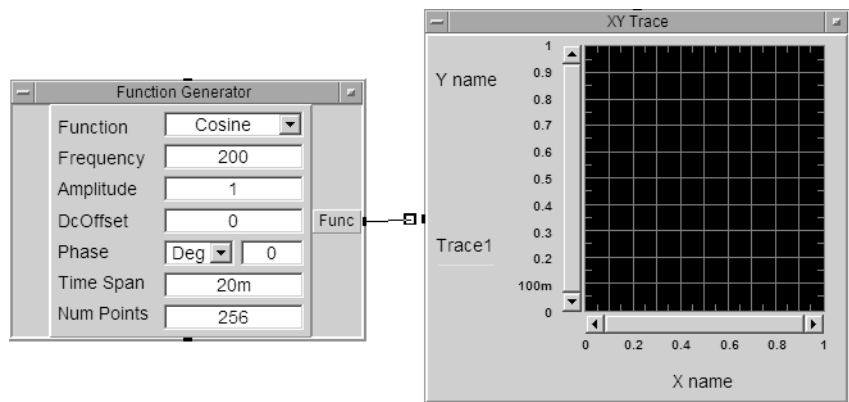 Function Generator
Function Cosine
Frequency 200
Amplitude 1
DcOffset 0
Func
Phase Deg 0
Time Span 20m
Num Points 256
XY Trace
Y name
Trace1
1
0.9
0.8
0.7
0.6
0.5
0.4
0.3
0.2
100m
0
0 0.2 0.4 0.6 0.8 1
X name